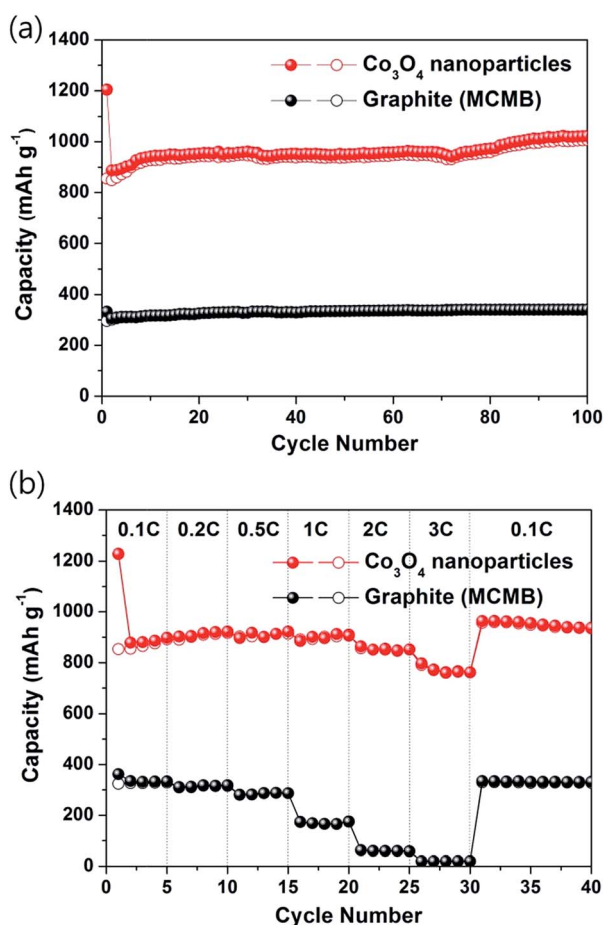 (a)
1400
1200
1000
800
600
400
200
0
Capacity (mAh g⁻¹)
Co₃O₄ nanoparticles
Graphite (MCMB)
0 20 40 60 80 100
Cycle Number
(b)
1400
1200
1000
800
600
400
200
0
Capacity (mAh g⁻¹)
0.1C 0.2C 0.5C 1C 2C 3C 0.1C
Co₃O₄ nanoparticles
Graphite (MCMB)
0 5 10 15 20 25 30 35 40
Cycle Number